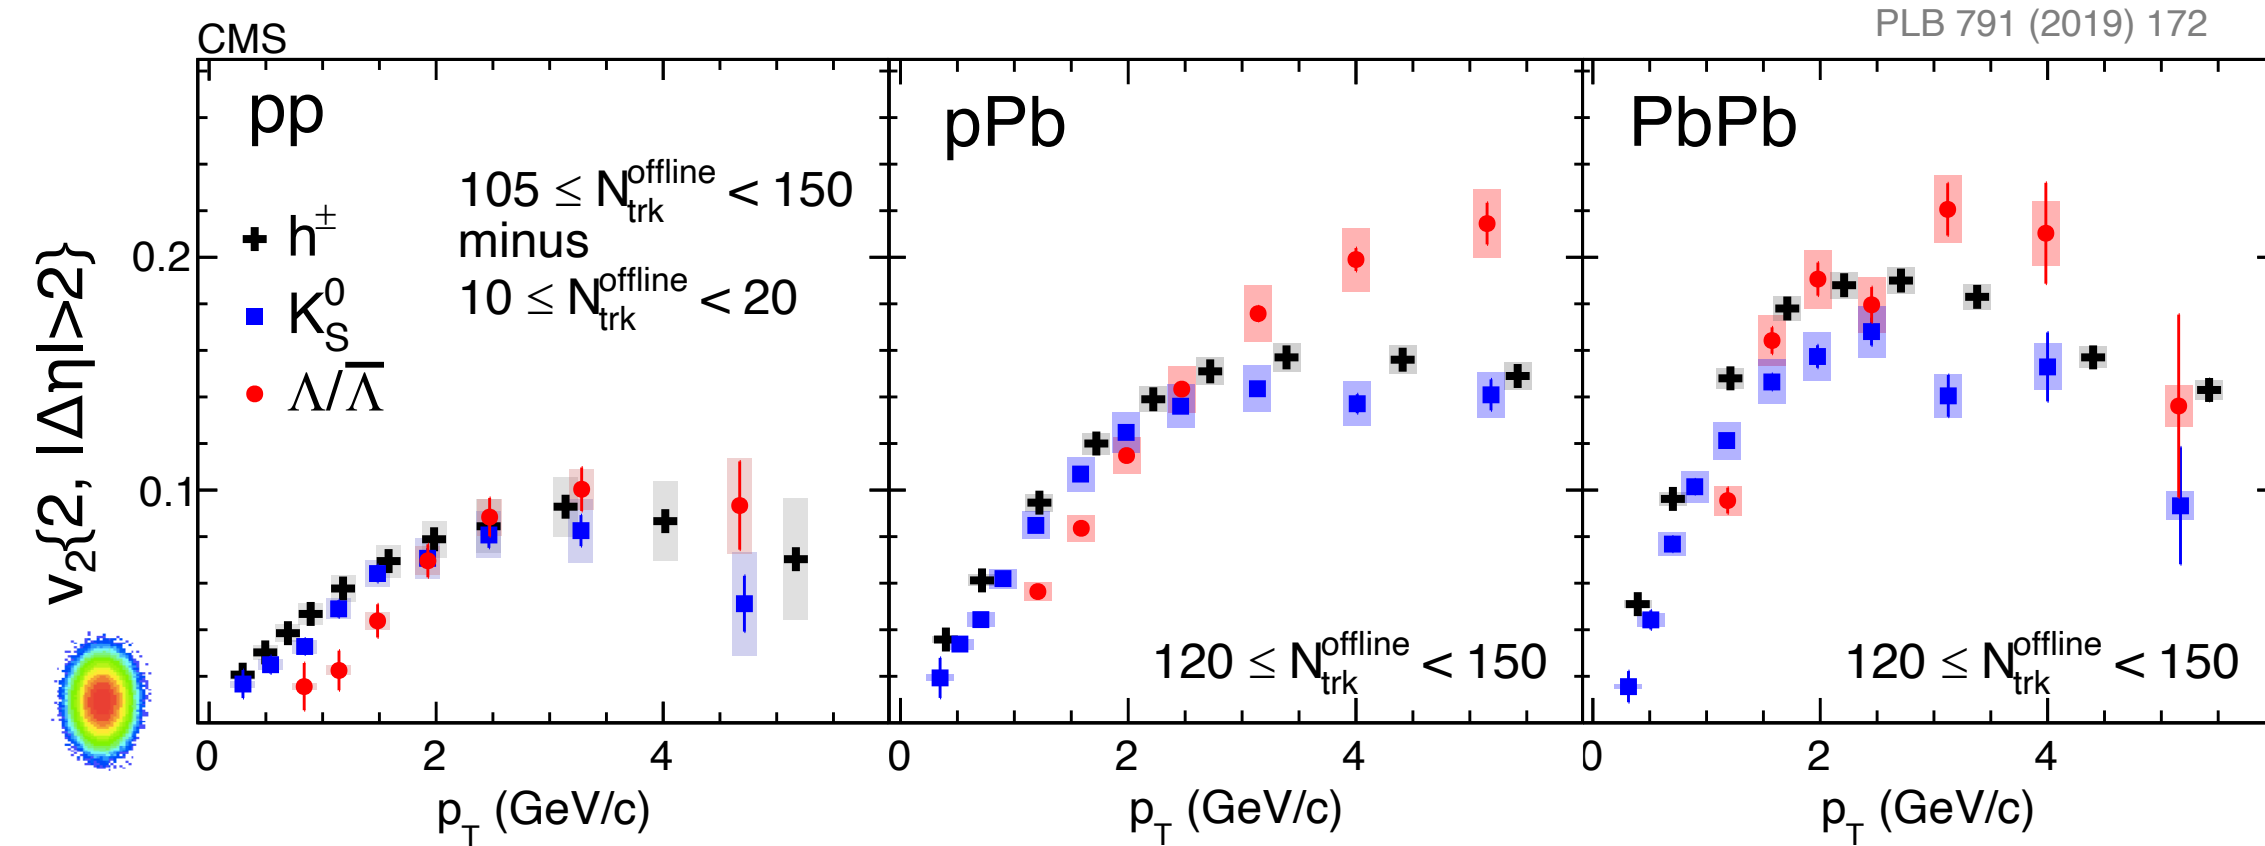 CMS
PLB 791 (2019) 172
pp
105 ≤ N_trk^offline < 150
minus
10 ≤ N_trk^offline < 20
h^±
K_S^0
Λ/Λ̅
pPb
120 ≤ N_trk^offline < 150
PbPb
120 ≤ N_trk^offline < 150
v_2{2, |Δη|>2}
0.2
0.1
0 2 4
0 2 4
0 2 4
p_T (GeV/c)
p_T (GeV/c)
p_T (GeV/c)